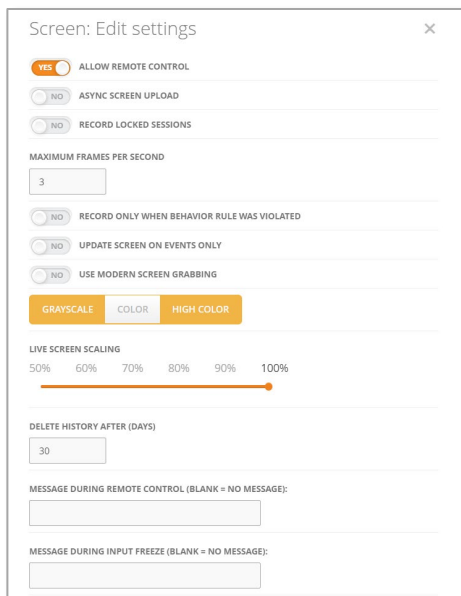 Screen: Edit settings ×
YES ALLOW REMOTE CONTROL
NO ASYNC SCREEN UPLOAD
NO RECORD LOCKED SESSIONS
MAXIMUM FRAMES PER SECOND
3
NO RECORD ONLY WHEN BEHAVIOR RULE WAS VIOLATED
NO UPDATE SCREEN ON EVENTS ONLY
NO USE MODERN SCREEN GRABBING
GRAYSCALE COLOR HIGH COLOR
LIVE SCREEN SCALING
50% 60% 70% 80% 90% 100%
DELETE HISTORY AFTER (DAYS)
30
MESSAGE DURING REMOTE CONTROL (BLANK = NO MESSAGE):
MESSAGE DURING INPUT FREEZE (BLANK = NO MESSAGE):